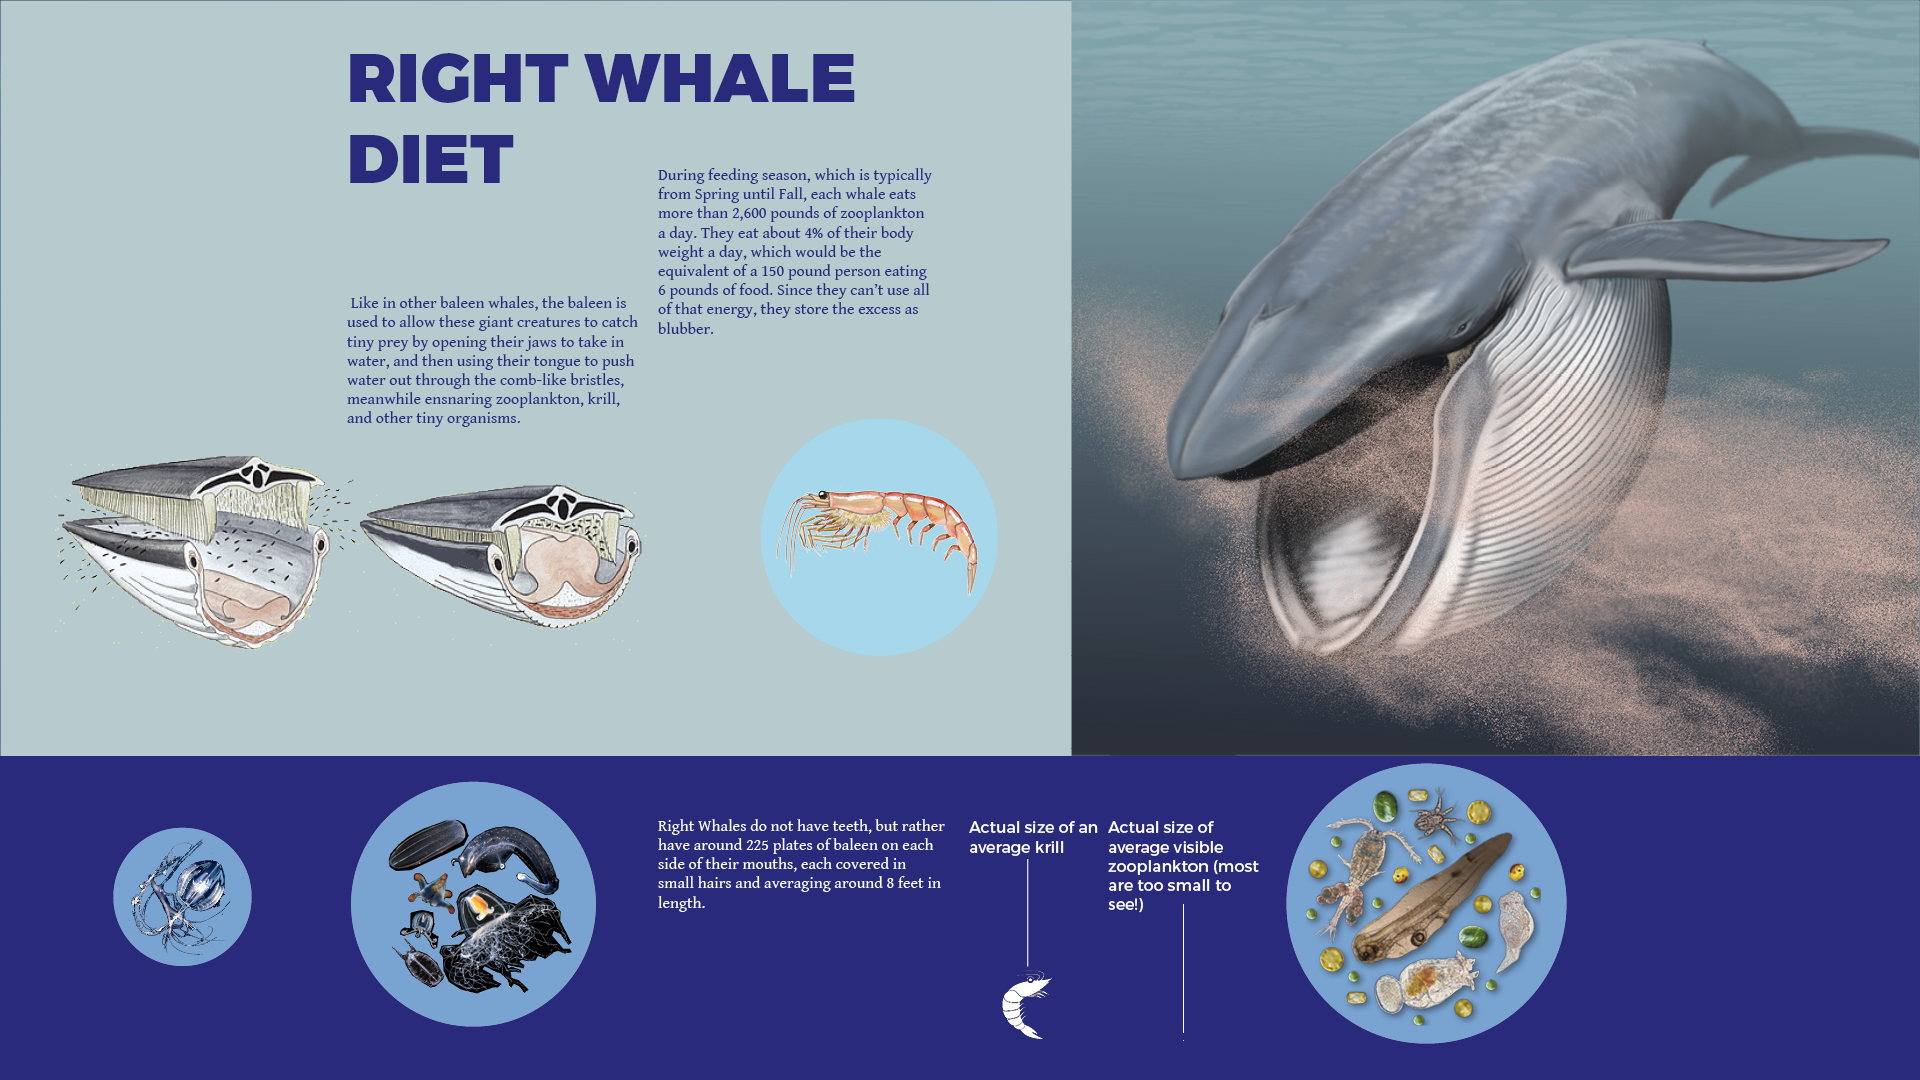 RIGHT WHALE
DIET
During feeding season, which is typically
from Spring until Fall, each whale eats
more than 2,600 pounds of zooplankton
a day. They eat about 4% of their body
weight a day, which would be the
equivalent of a 150 pound person eating
6 pounds of food. Since they can’t use all
of that energy, they store the excess as
blubber.
Like in other baleen whales, the baleen is
used to allow these giant creatures to catch
tiny prey by opening their jaws to take in
water, and then using their tongue to push
water out through the comb-like bristles,
meanwhile ensnaring zooplankton, krill,
and other tiny organisms.
Right Whales do not have teeth, but rather
have around 225 plates of baleen on each
side of their mouths, each covered in
small hairs and averaging around 8 feet in
length.
Actual size of an
average krill
Actual size of
average visible
zooplankton (most
are too small to
see!)